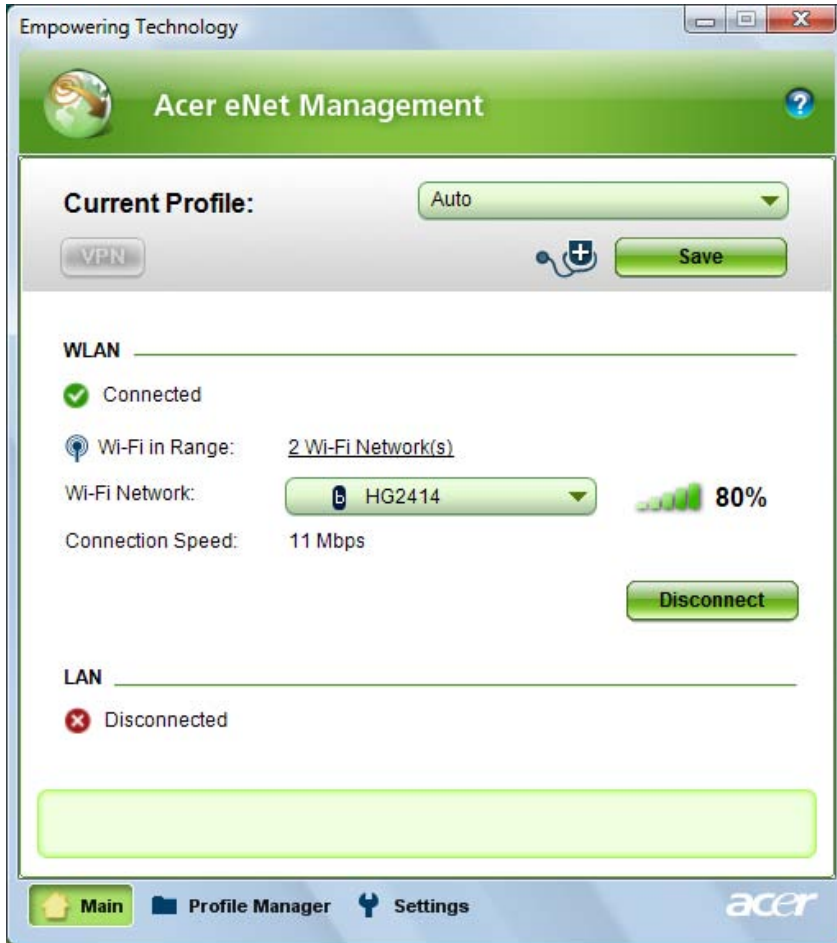 Empowering Technology
Acer eNet Management
?
Current Profile:
Auto
VPN
Save
WLAN
Connected
Wi-Fi in Range:
2 Wi-Fi Network(s)
Wi-Fi Network:
b HG2414
80%
Connection Speed:
11 Mbps
Disconnect
LAN
Disconnected
Main
Profile Manager
Settings
acer